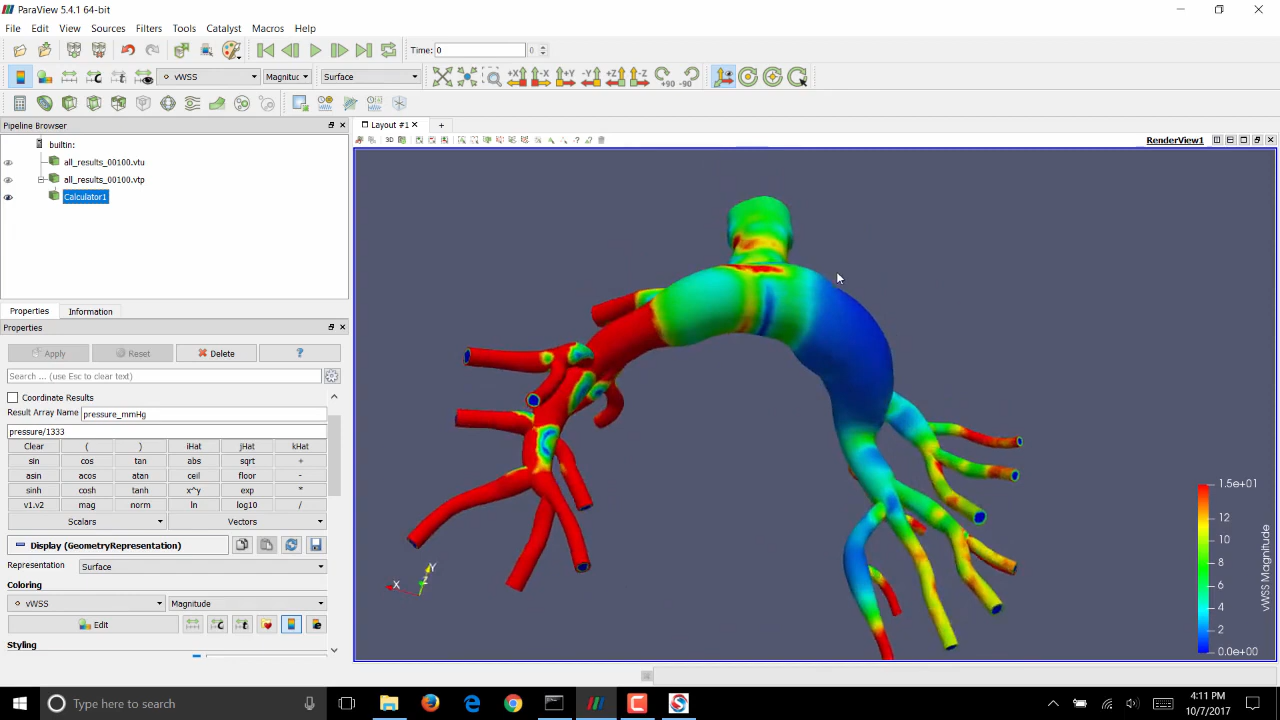 ParaView 5.4.1 64-bit
File Edit View Sources Filters Tools Catalyst Macros Help
Time: 0 0
vWSS Magnituc Surface +X -X +Y -Y +Z -Z +90 -90
Pipeline Browser
Layout #1 +
3D RenderView1
builtin:
all_results_00100.vtu
all_results_00100.vtp
Calculator1
Properties Information
Properties
Apply Reset Delete ?
Search ... (use Esc to clear text)
Coordinate Results
Result Array Name pressure_mmHg
pressure/1333
Clear ( ) iHat jHat kHat
sin cos tan abs sqrt +
asin acos atan ceil floor -
sinh cosh tanh x^y exp *
v1.v2 mag norm ln log10 /
Scalars Vectors
Display (GeometryRepresentation)
Representation Surface
Coloring
vWSS Magnitude
Edit
Styling
X Y Z
1.5e+01
12
10
8
6
4
2
0.0e+00
vWSS Magnitude
Type here to search
4:11 PM
10/7/2017